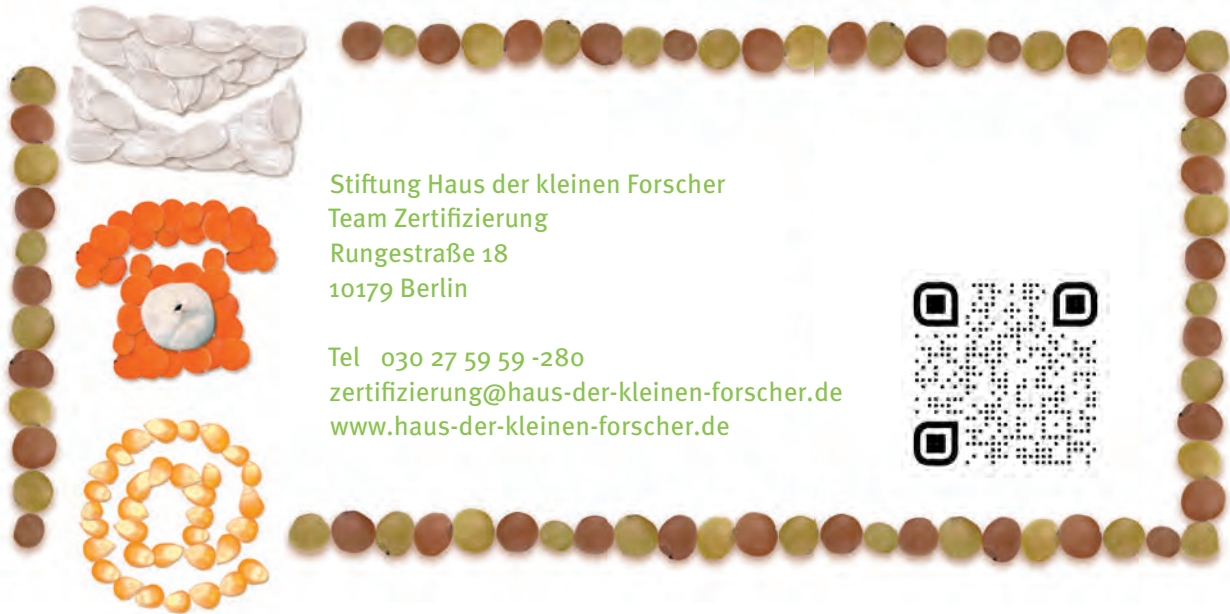 Stiftung Haus der kleinen Forscher
Team Zertifizierung
Rungestraße 18
10179 Berlin
Tel 030 27 59 59 -280
zertifizierung@haus-der-kleinen-forscher.de
www.haus-der-kleinen-forscher.de